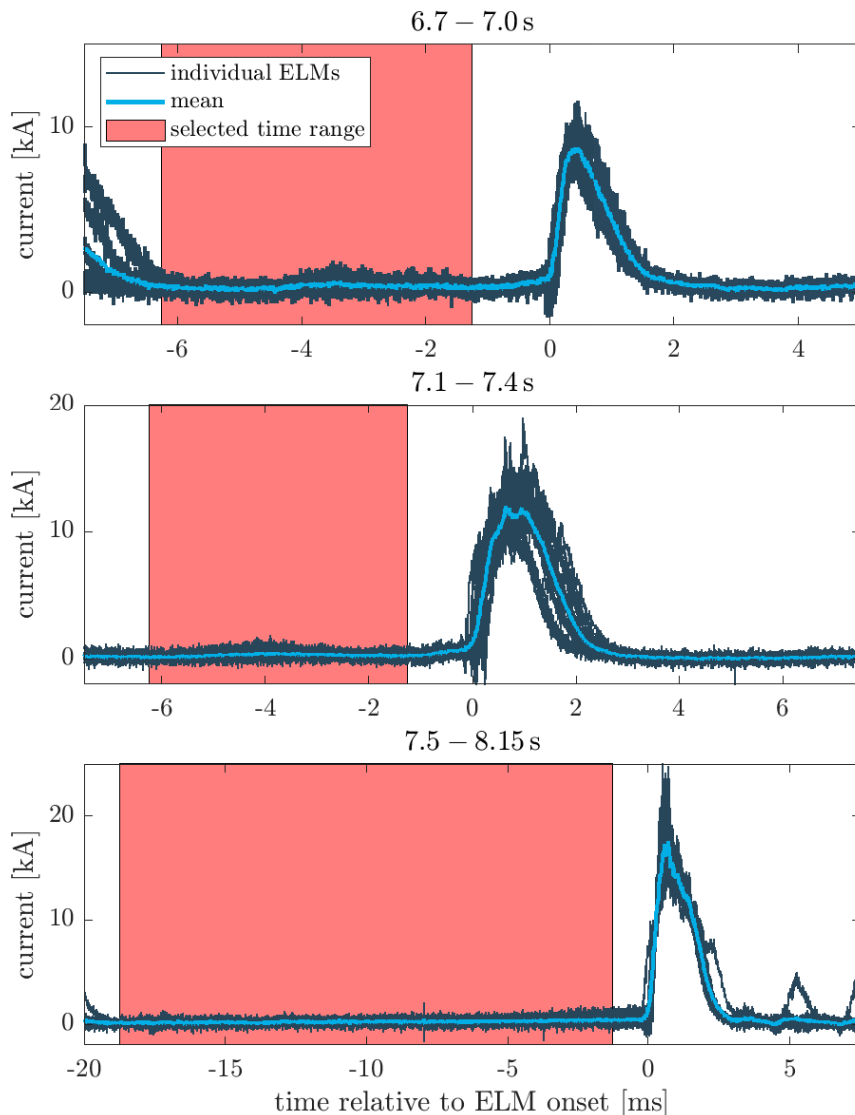 6.7 − 7.0 s
individual ELMs
mean
selected time range
current [kA]
10
0
-6 -4 -2 0 2 4
7.1 − 7.4 s
current [kA]
20
10
0
-6 -4 -2 0 2 4 6
7.5 − 8.15 s
current [kA]
20
10
0
-20 -15 -10 -5 0 5
time relative to ELM onset [ms]